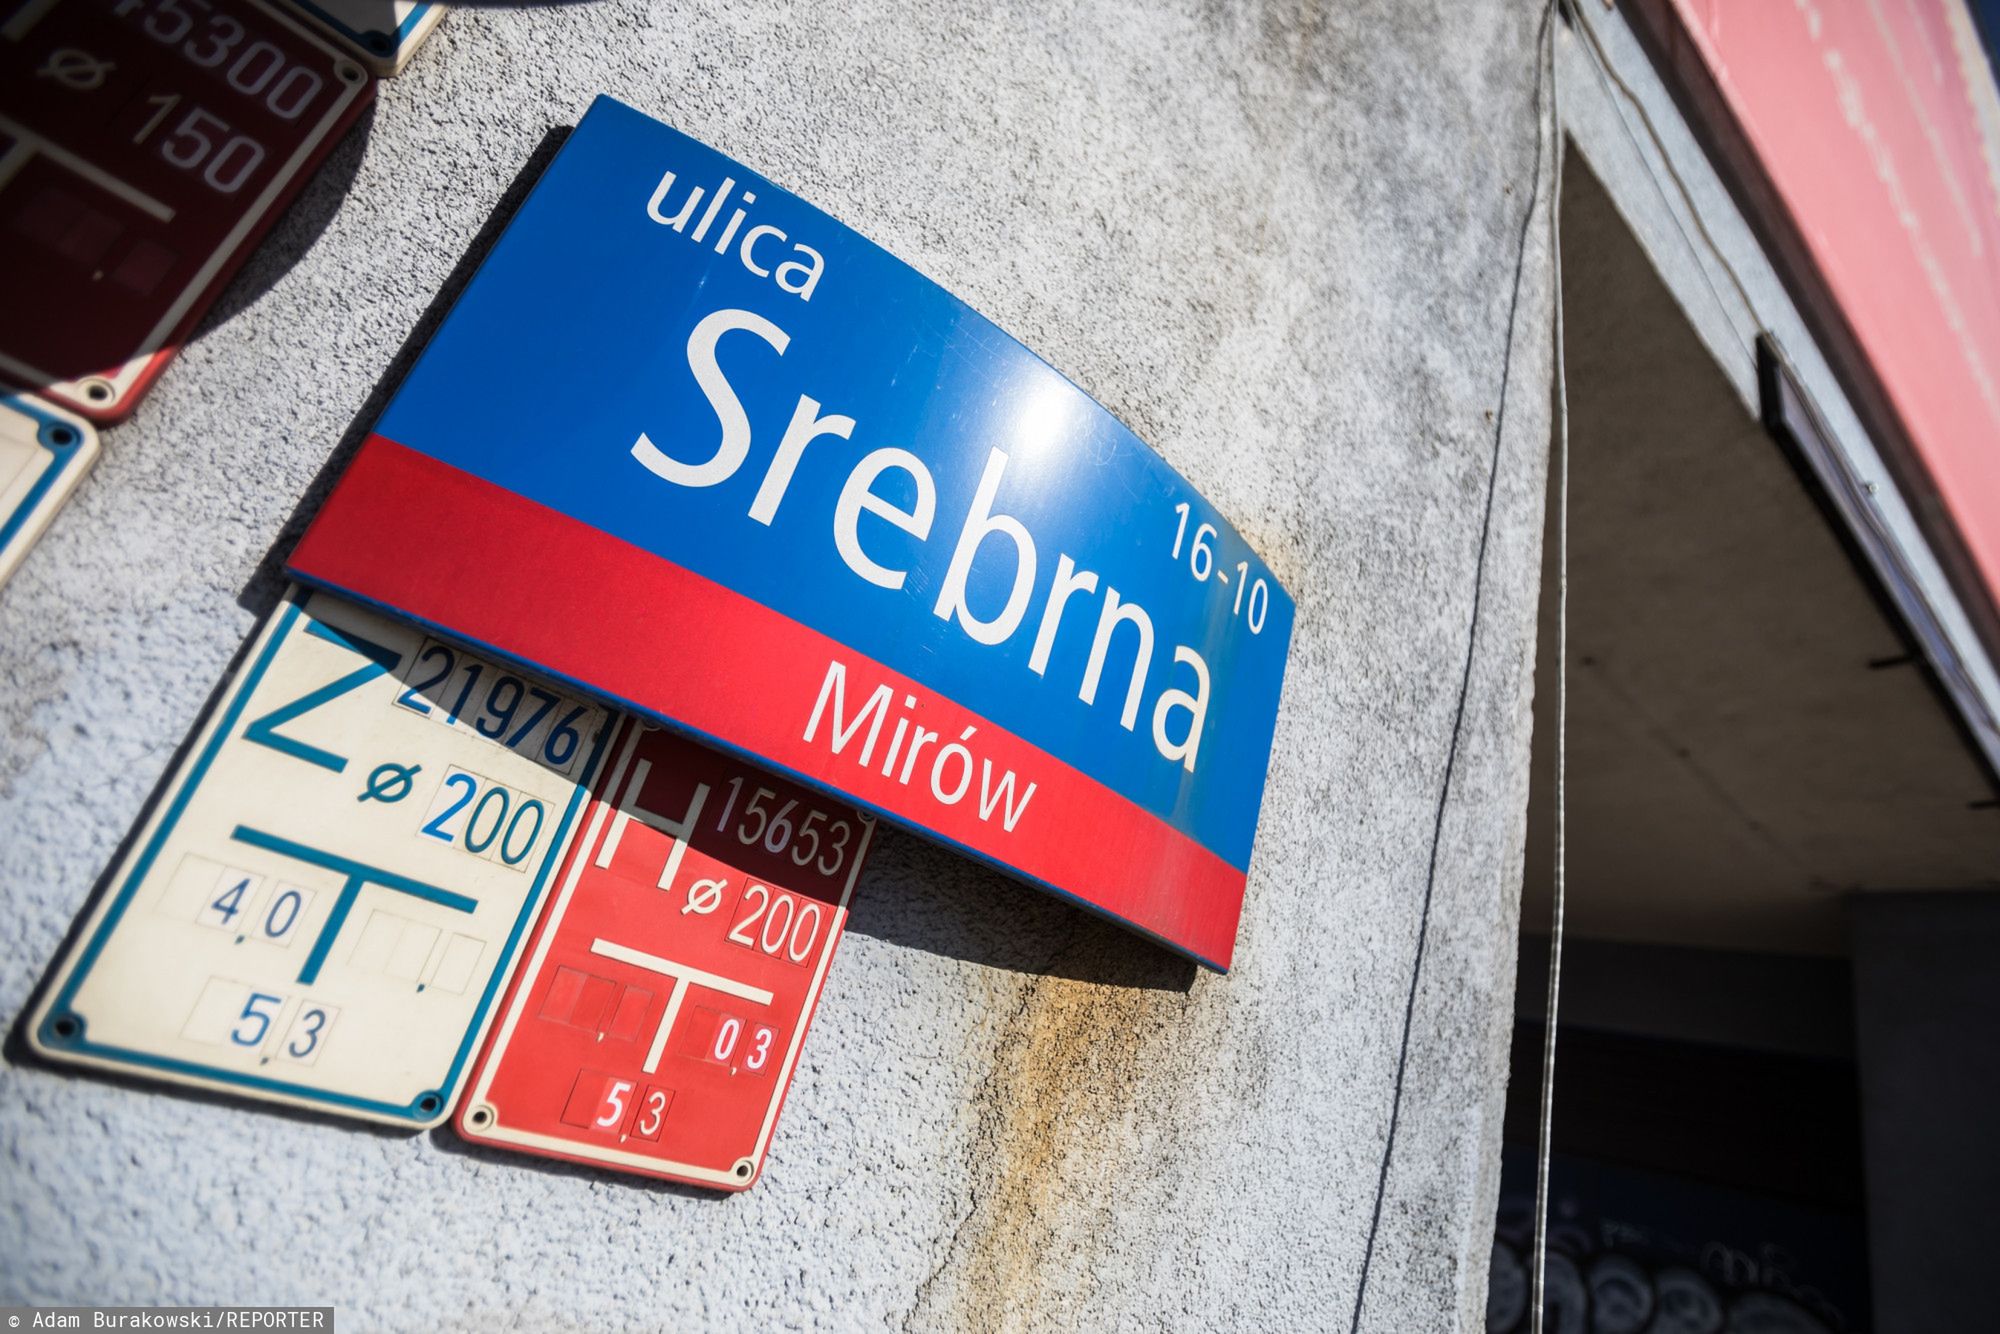 45300
ø 150
ulica
Srebrna
16-10
Mirów
Z 21976
ø 200
4,0
5,3
H 15653
ø 200
0,3
5,3
© Adam Burakowski/REPORTER